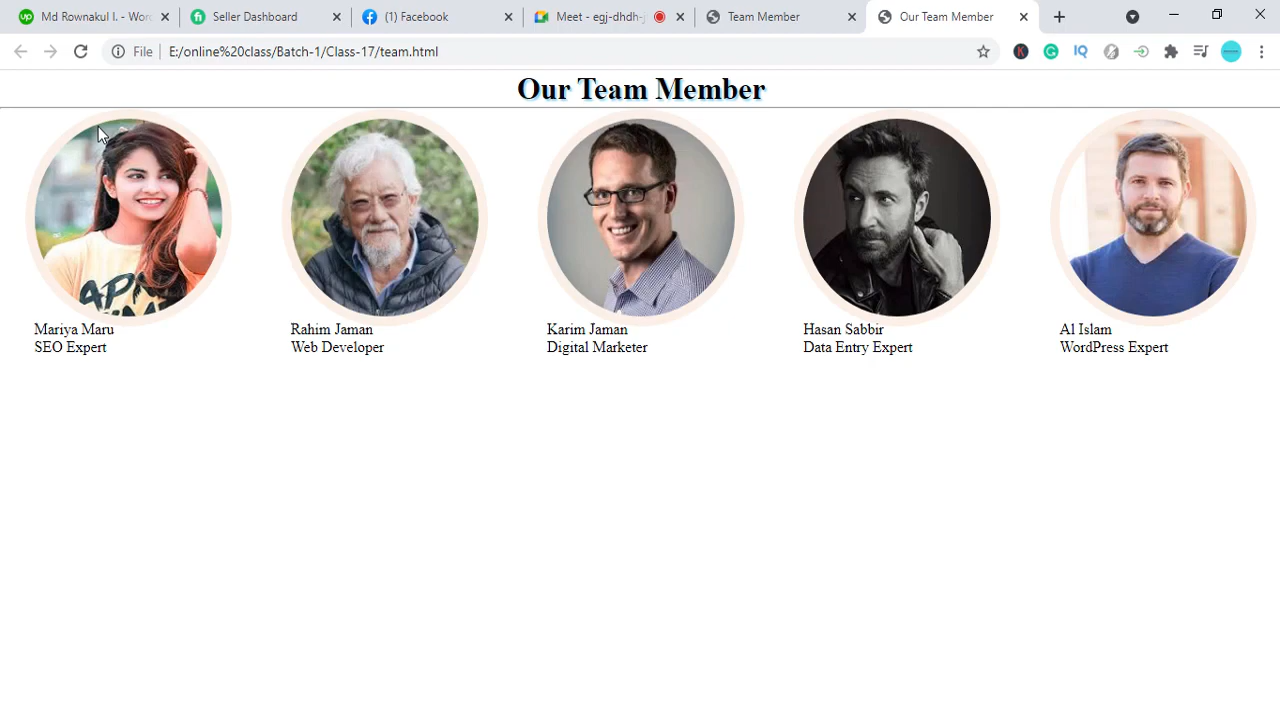 Md Rownakul I. - Wor
Seller Dashboard
(1) Facebook
Meet - egj-dhdh-
Team Member
Our Team Member
File
E:/online%20class/Batch-1/Class-17/team.html
Our Team Member
Mariya Maru
SEO Expert
Rahim Jaman
Web Developer
Karim Jaman
Digital Marketer
Hasan Sabbir
Data Entry Expert
Al Islam
WordPress Expert